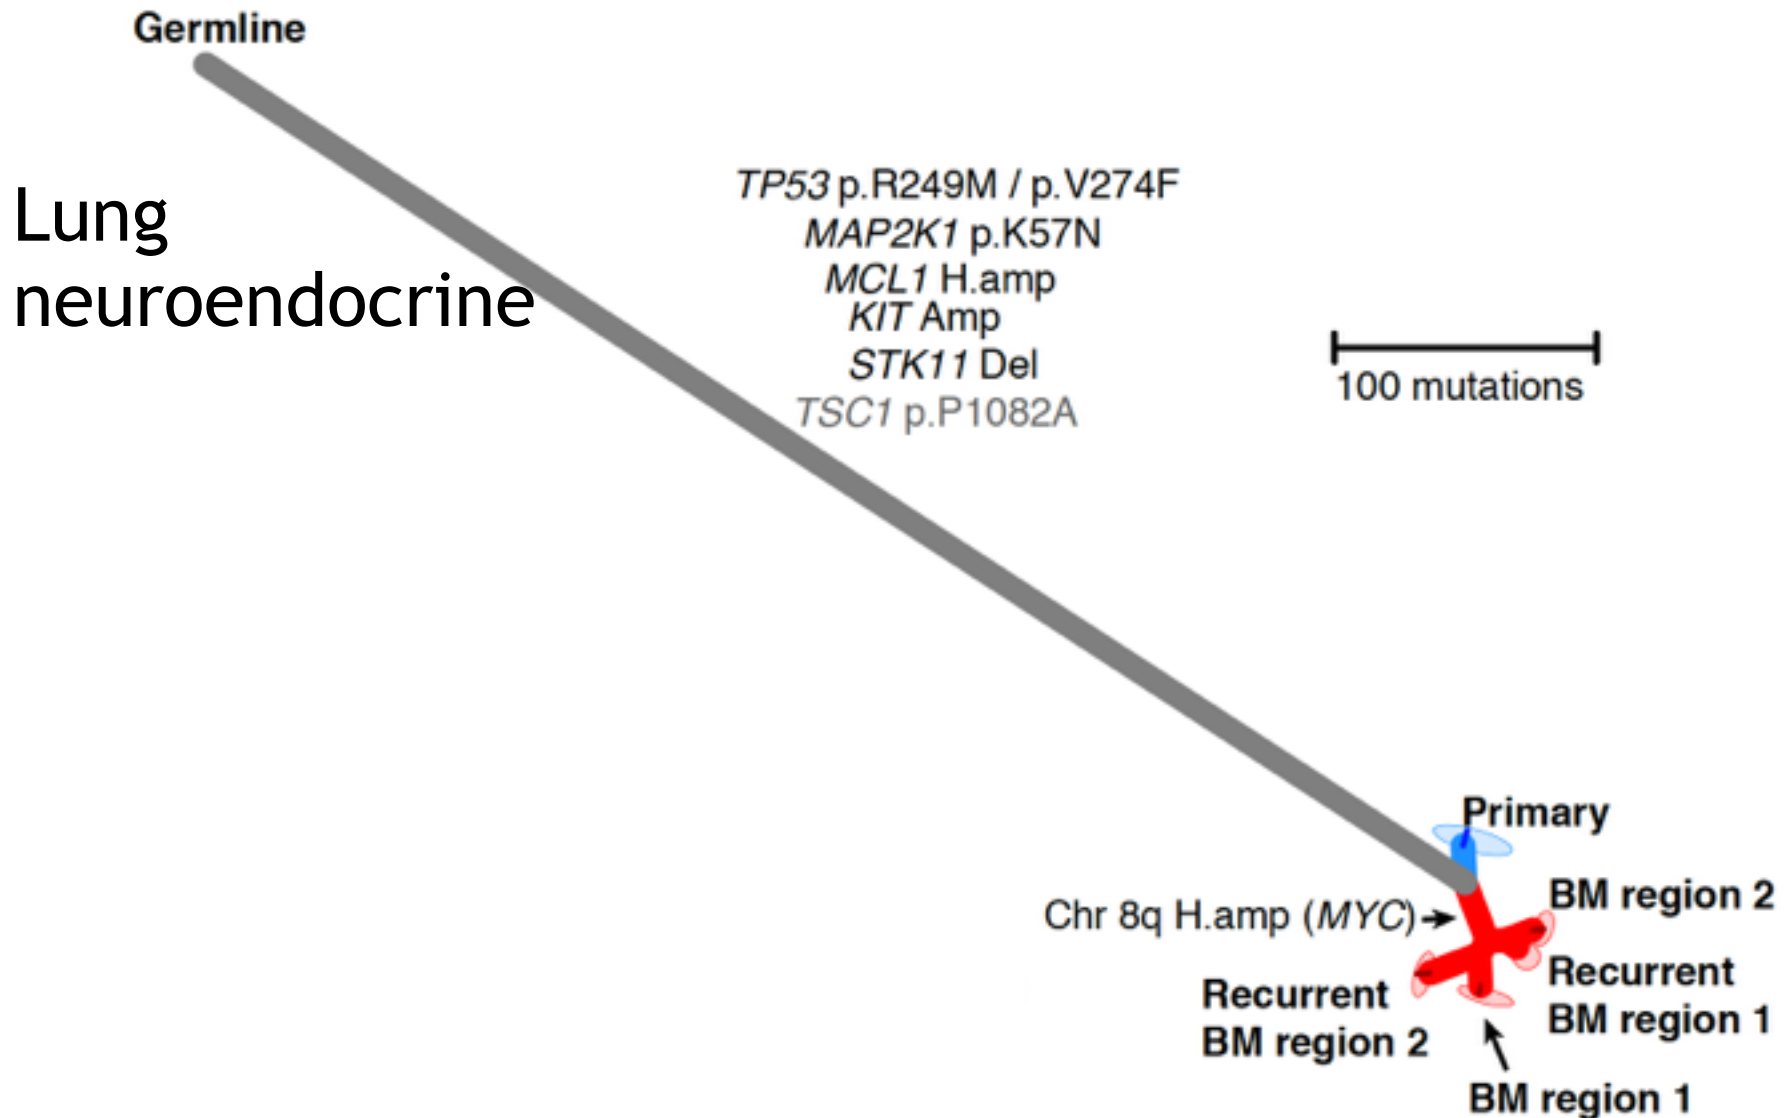 Germline
Lung
neuroendocrine
TP53 p.R249M / p.V274F
MAP2K1 p.K57N
MCL1 H.amp
KIT Amp
STK11 Del
TSC1 p.P1082A
100 mutations
Primary
BM region 2
Chr 8q H.amp (MYC)
Recurrent
BM region 1
Recurrent
BM region 2
BM region 1